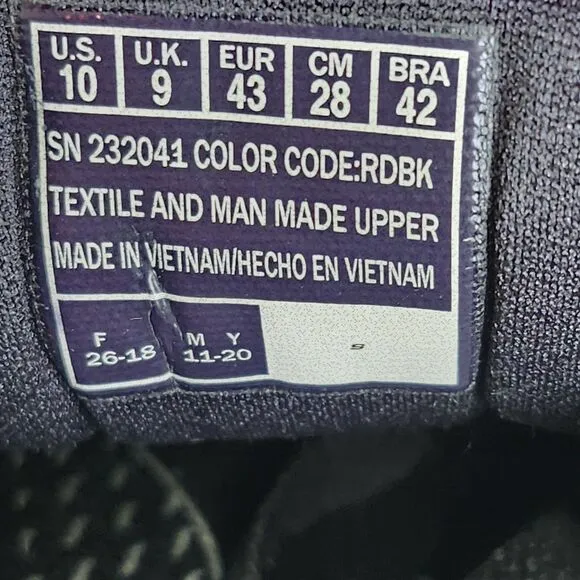 U.S. U.K. EUR CM BRA
10 9 43 28 42
SN 232041 COLOR CODE:RDBK
TEXTILE AND MAN MADE UPPER
MADE IN VIETNAM/HECHO EN VIETNAM
F M Y
26-18 11-20